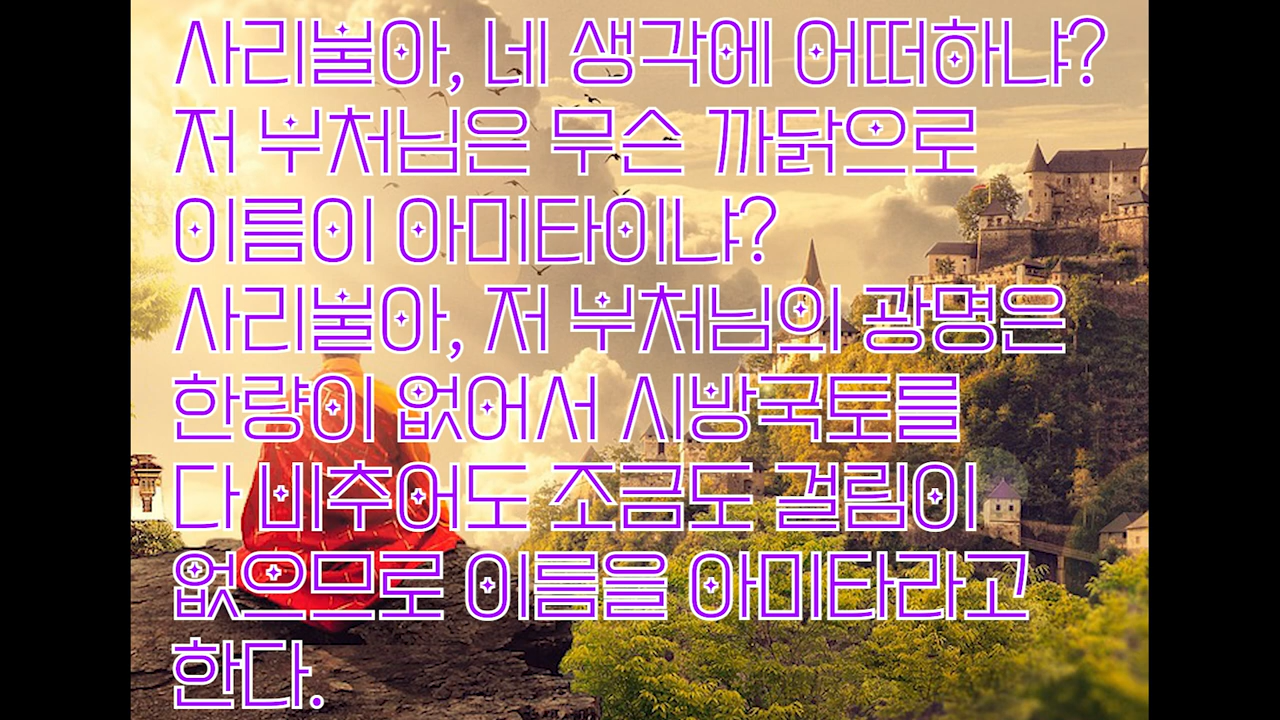 사리불아, 네 생각에 어떠하냐?
저 부처님은 무슨 까닭으로
이름이 아미타이냐?
사리불아, 저 부처님의 광명은
한량이 없어서 시방국토를
다 비추어도 조금도 걸림이
없으므로 이름을 아미타라고
한다.